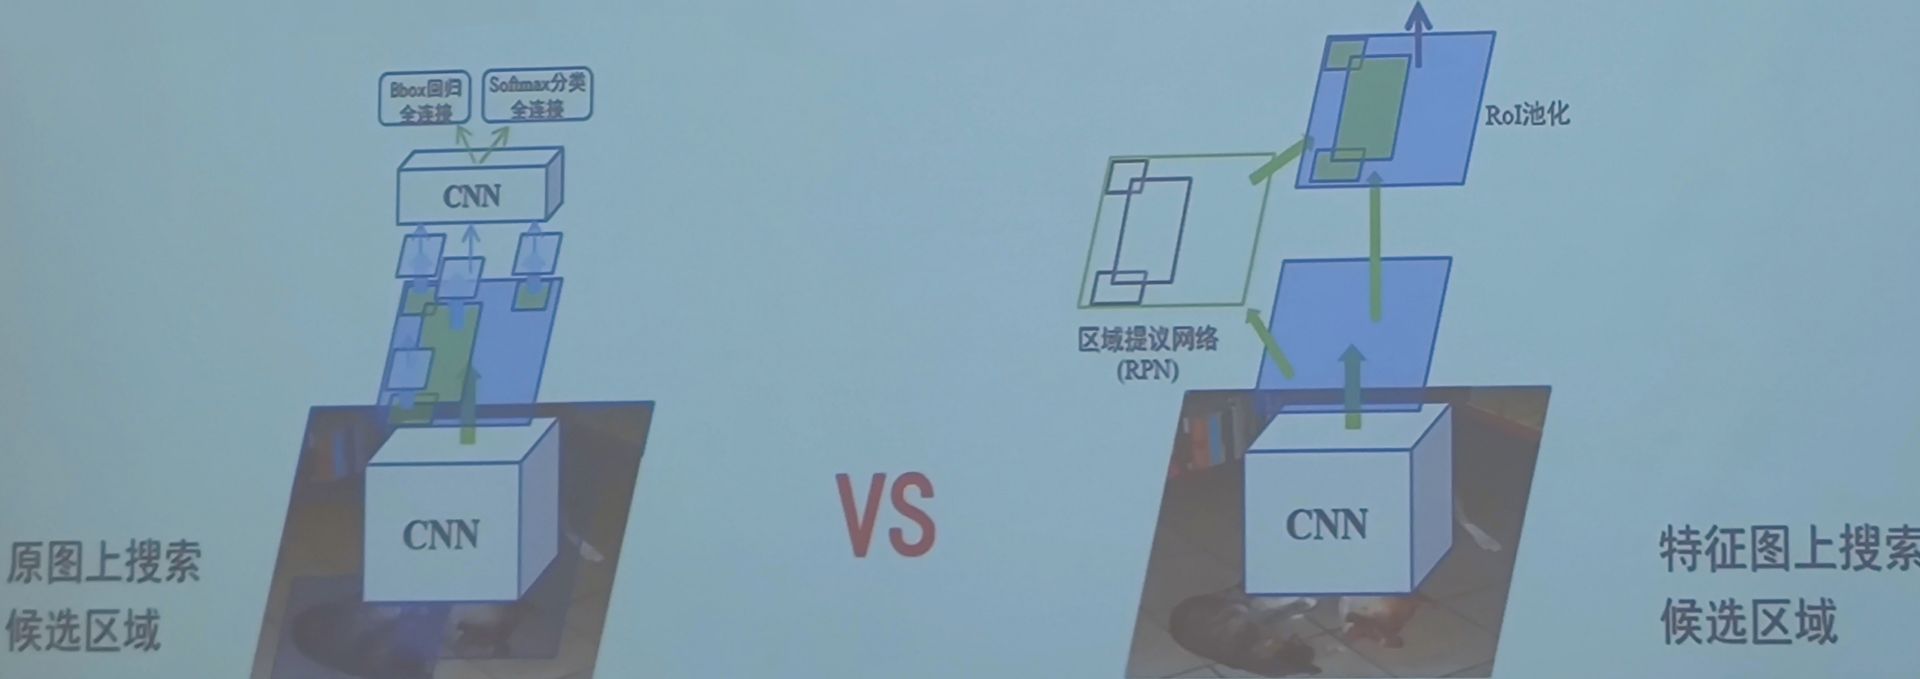 Bbox回归
全连接
Softmax分类
全连接
CNN
CNN
原图上搜索
候选区域
VS
RoI池化
区域提议网络
(RPN)
CNN
特征图上搜索
候选区域